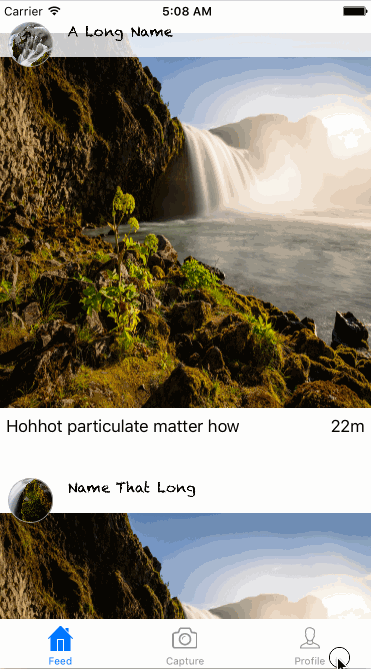 Carrier 5:08 AM
A Long Name
Hohhot particulate matter how 22m
Name That Long
Feed Capture Profile